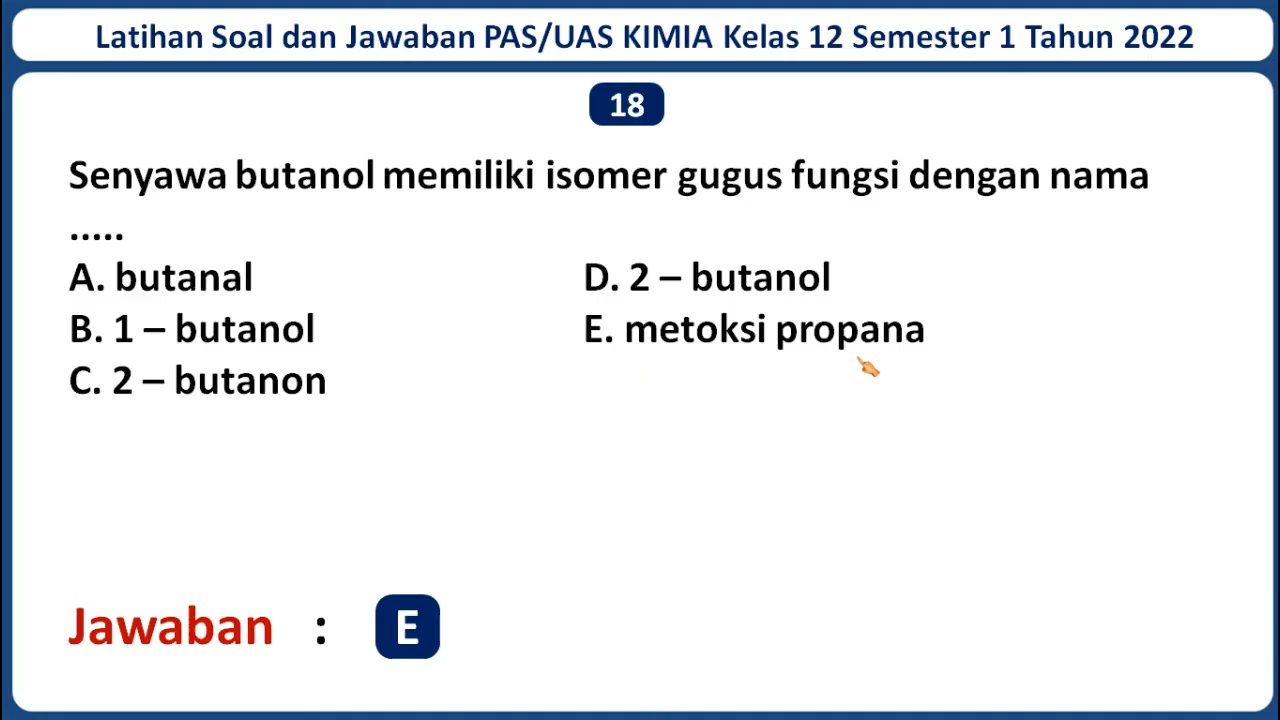 Latihan Soal dan Jawaban PAS/UAS KIMIA Kelas 12 Semester 1 Tahun 2022
18
Senyawa butanol memiliki isomer gugus fungsi dengan nama
.....
A. butanal
B. 1 – butanol
C. 2 – butanon
D. 2 – butanol
E. metoksi propana
Jawaban : E